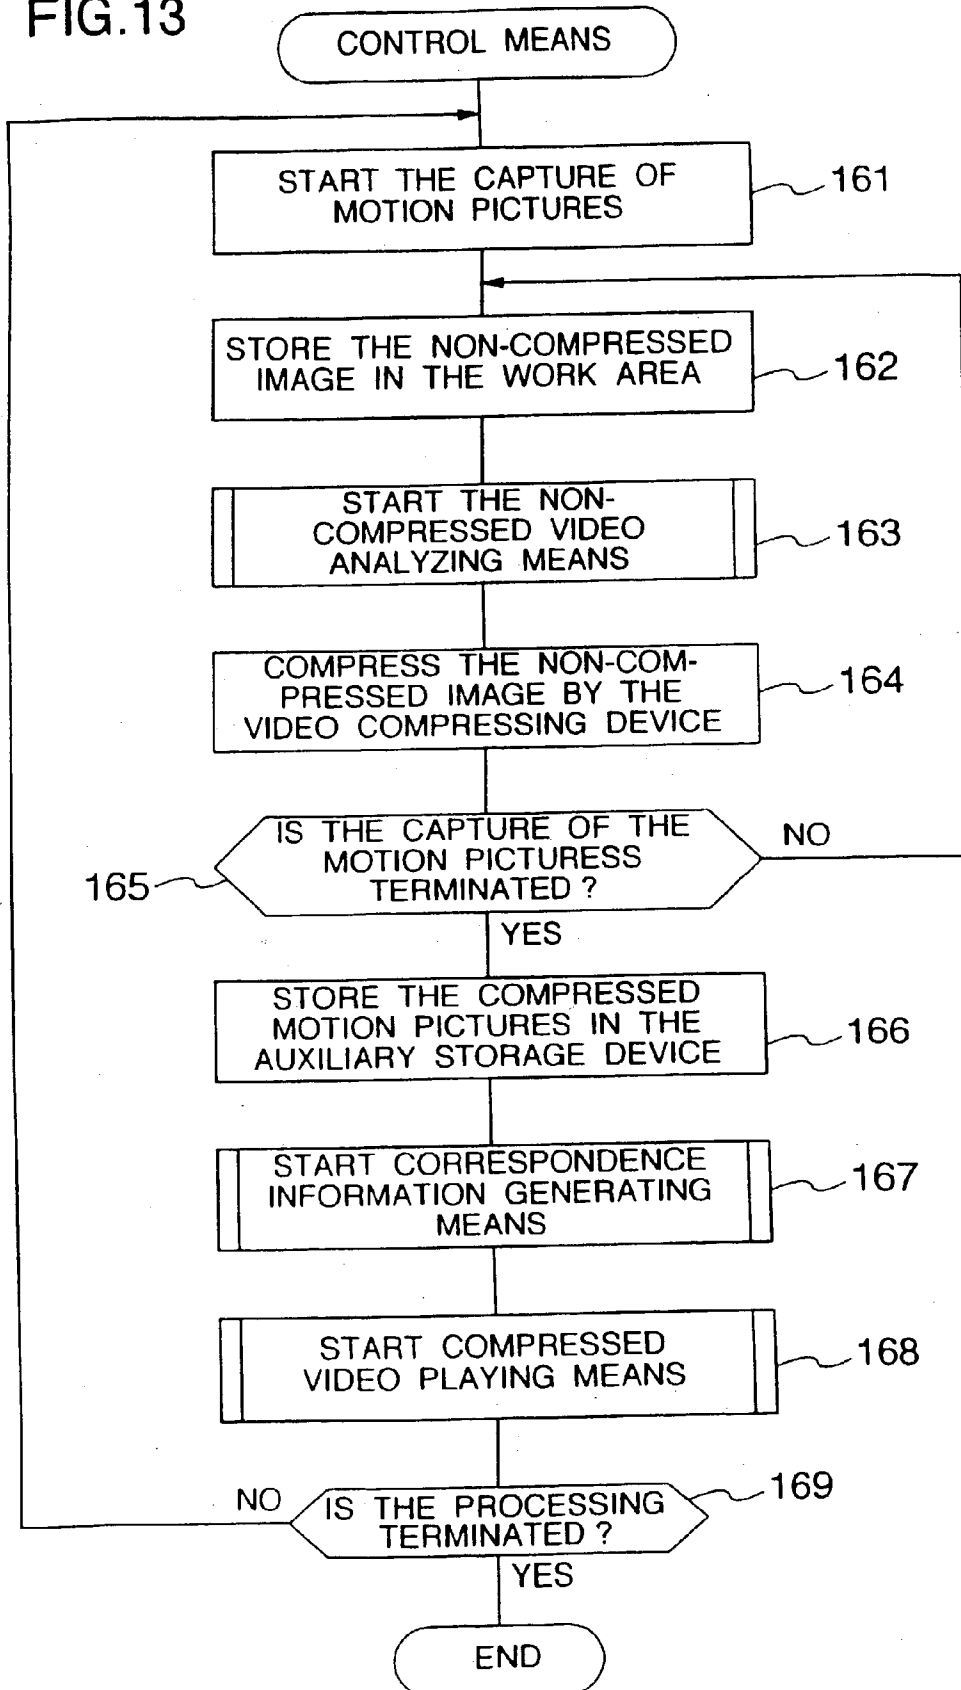 FIG.13
CONTROL MEANS
START THE CAPTURE OF
MOTION PICTURES
161
STORE THE NON-COMPRESSED
IMAGE IN THE WORK AREA
162
START THE NON-
COMPRESSED VIDEO
ANALYZING MEANS
163
COMPRESS THE NON-COM-
PRESSED IMAGE BY THE
VIDEO COMPRESSING DEVICE
164
IS THE CAPTURE OF THE
MOTION PICTURESS
TERMINATED ?
165
NO
YES
STORE THE COMPRESSED
MOTION PICTURES IN THE
AUXILIARY STORAGE DEVICE
166
START CORRESPONDENCE
INFORMATION GENERATING
MEANS
167
START COMPRESSED
VIDEO PLAYING MEANS
168
NO
IS THE PROCESSING
TERMINATED ?
169
YES
END